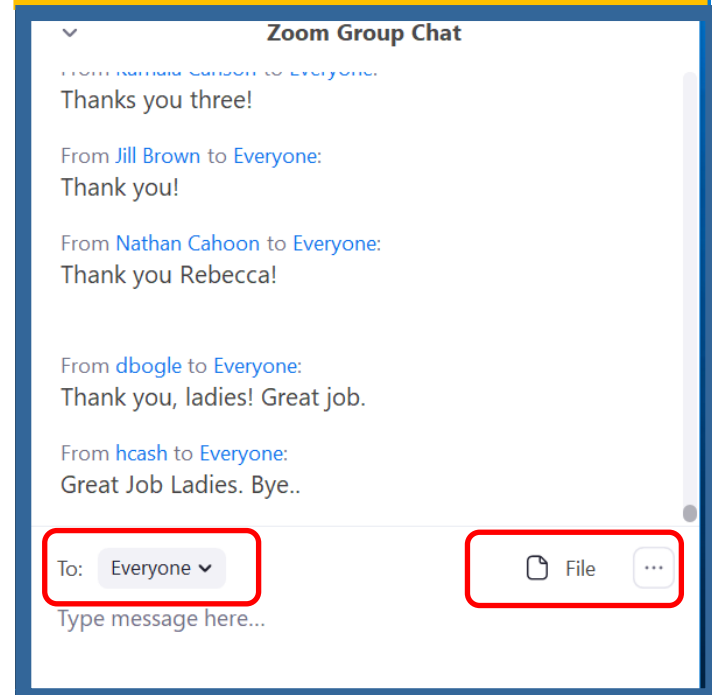 Zoom Group Chat
to Everyone:
Thanks you three!
From Jill Brown to Everyone:
Thank you!
From Nathan Cahoon to Everyone:
Thank you Rebecca!
From dbogle to Everyone:
Thank you, ladies! Great job.
From hcash to Everyone:
Great Job Ladies. Bye..
To: Everyone File ...
Type message here...